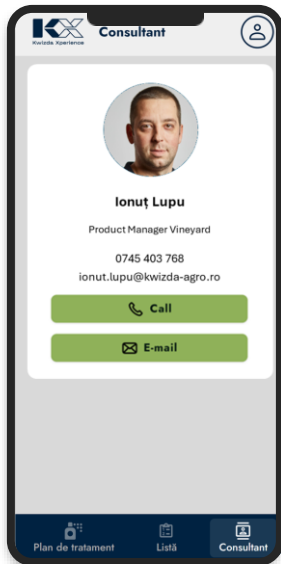 KX
Kwizda Xperience
Consultant
Ionuț Lupu
Product Manager Vineyard
0745 403 768
ionut.lupu@kwizda-agro.ro
Call
E-mail
Plan de tratament
Listă
Consultant